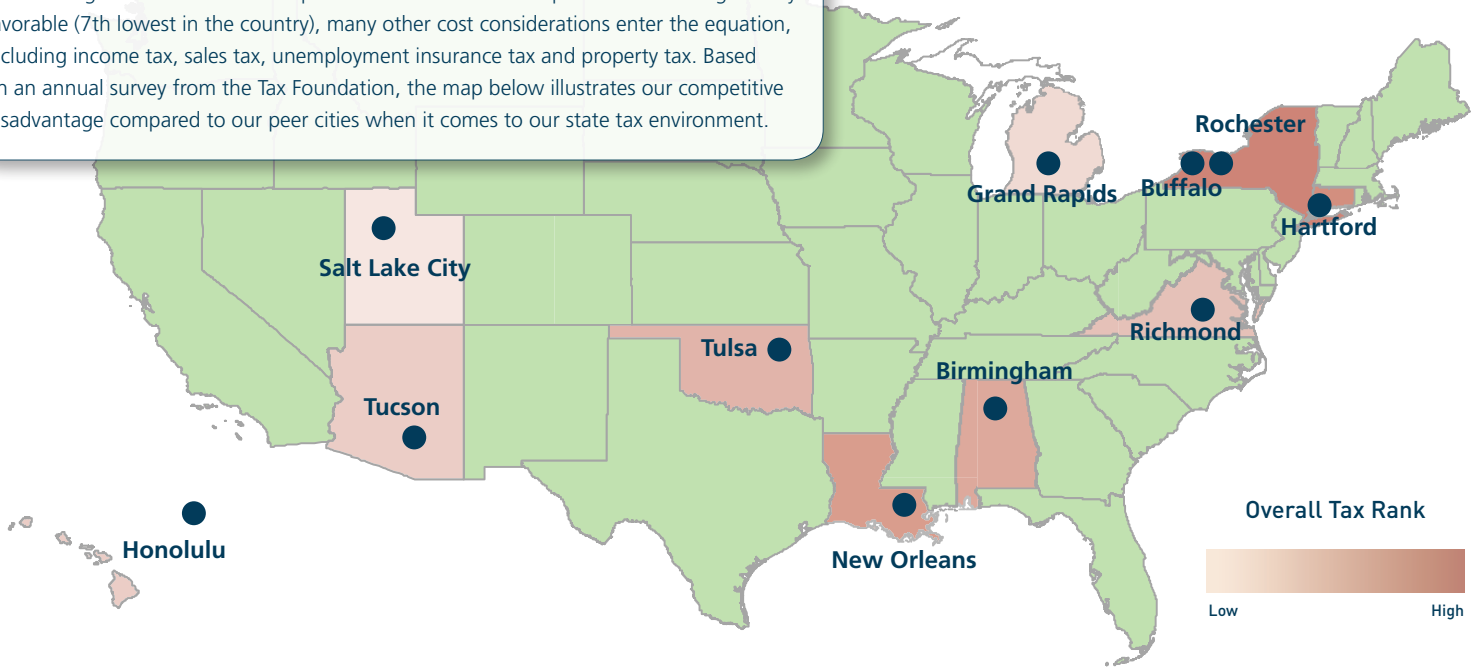 avorable (7th lowest in the country), many other cost considerations enter the equation,
cluding income tax, sales tax, unemployment insurance tax and property tax. Based
n an annual survey from the Tax Foundation, the map below illustrates our competitive
sadvantage compared to our peer cities when it comes to our state tax environment.
Rochester
Grand Rapids
Buffalo
Hartford
Salt Lake City
Richmond
Tulsa
Birmingham
Tucson
Overall Tax Rank
Honolulu
New Orleans
Low
High